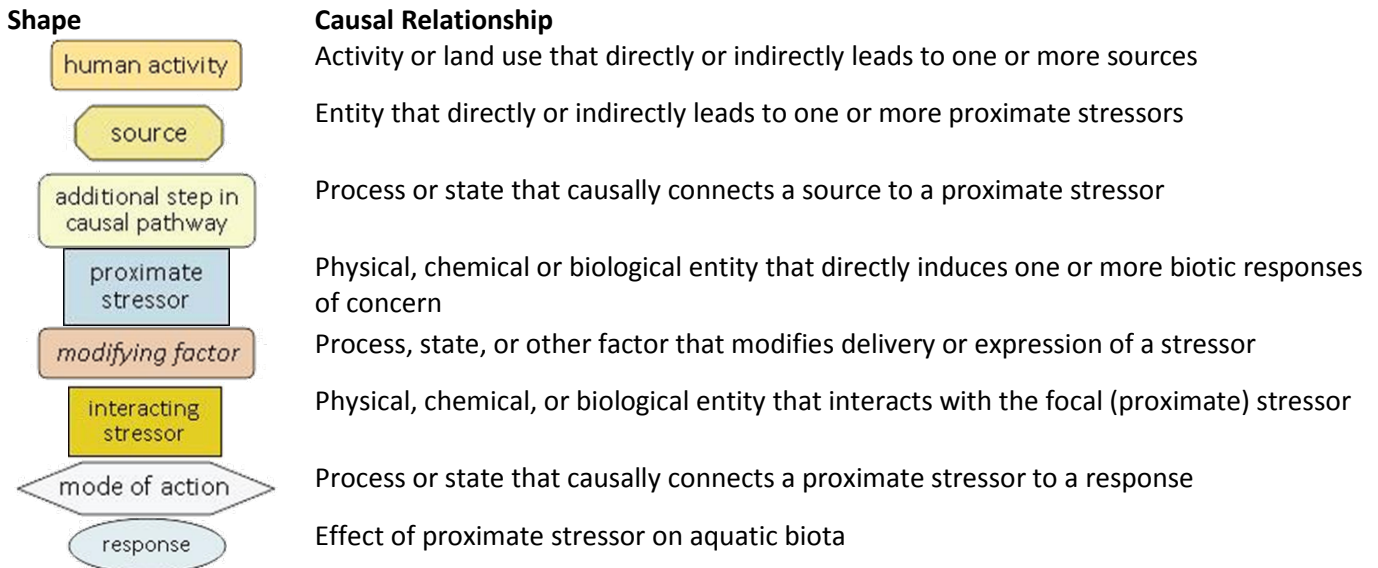 Shape Causal Relationship
human activity Activity or land use that directly or indirectly leads to one or more sources
source Entity that directly or indirectly leads to one or more proximate stressors
additional step in
causal pathway
Process or state that causally connects a source to a proximate stressor
proximate
stressor
Physical, chemical or biological entity that directly induces one or more biotic responses
of concern
modifying factor Process, state, or other factor that modifies delivery or expression of a stressor
interacting
stressor
Physical, chemical, or biological entity that interacts with the focal (proximate) stressor
mode of action Process or state that causally connects a proximate stressor to a response
response Effect of proximate stressor on aquatic biota